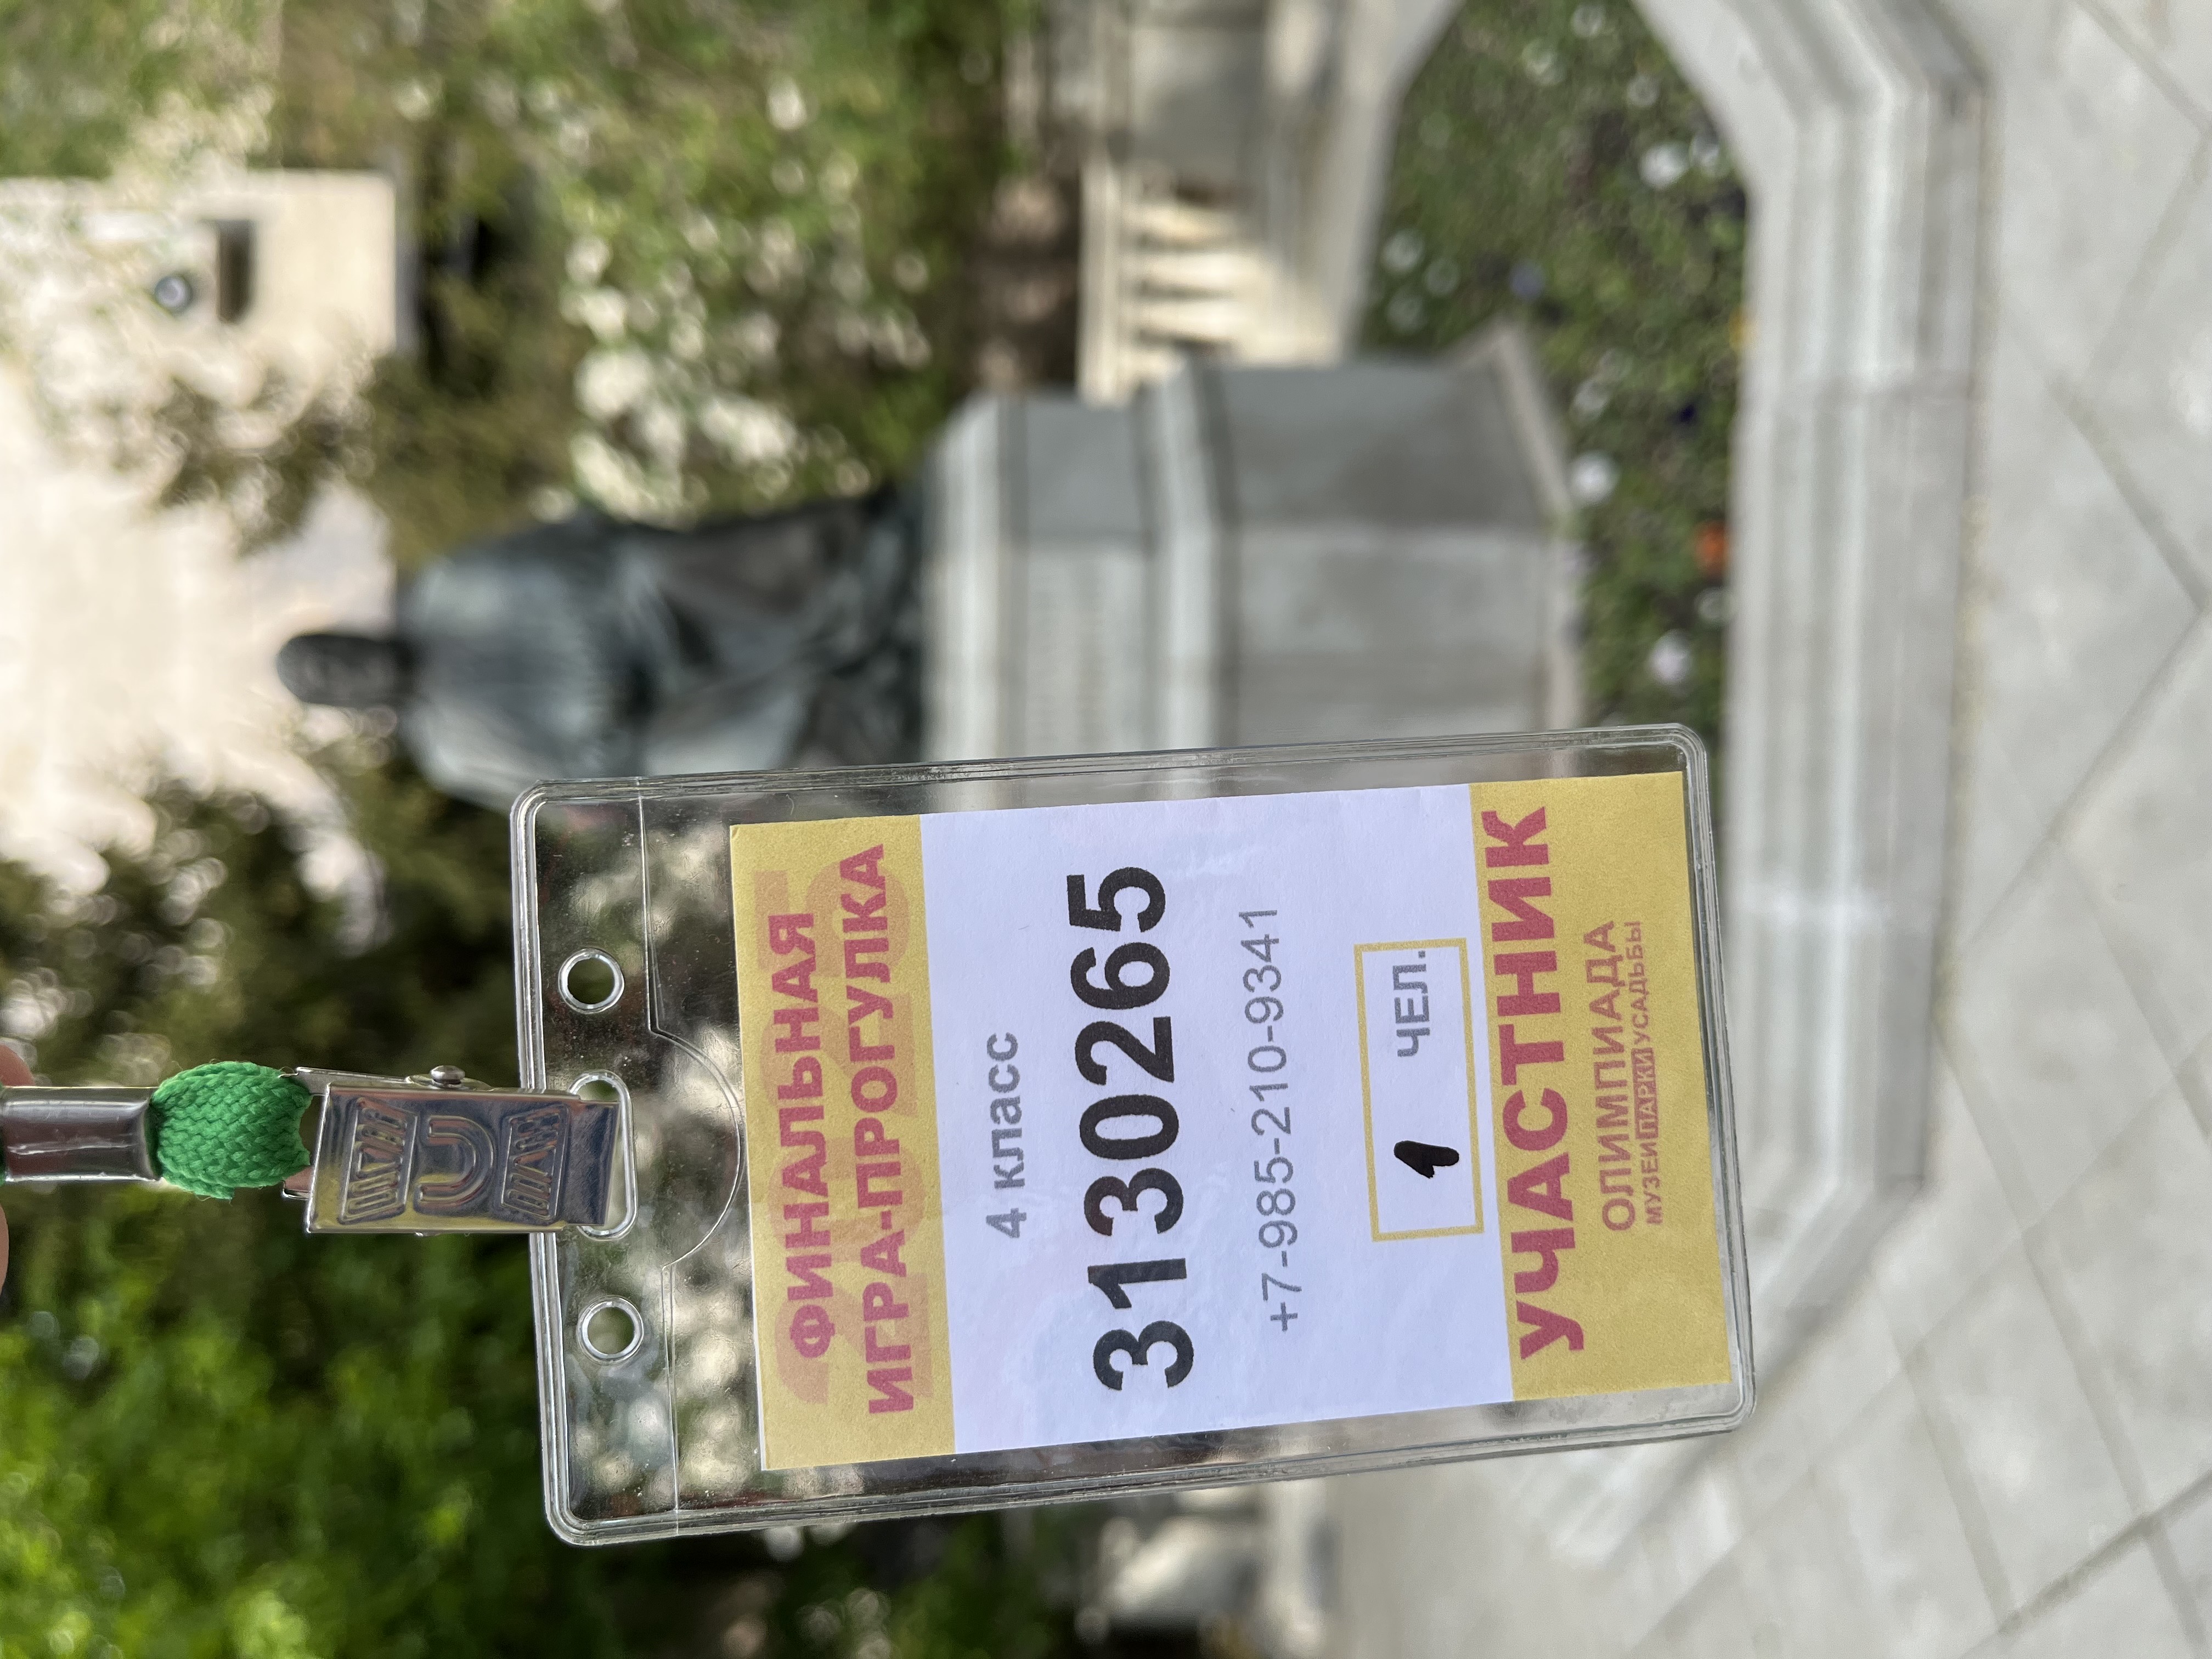 ФИНАЛЬНАЯ
ИГРА-ПРОГУЛКА
4 класс
3130265
+7-985-210-9341
1 ЧЕЛ.
УЧАСТНИК
ОЛИМПИАДА
МУЗЕИ ПАРКИ УСАДЬБЫ